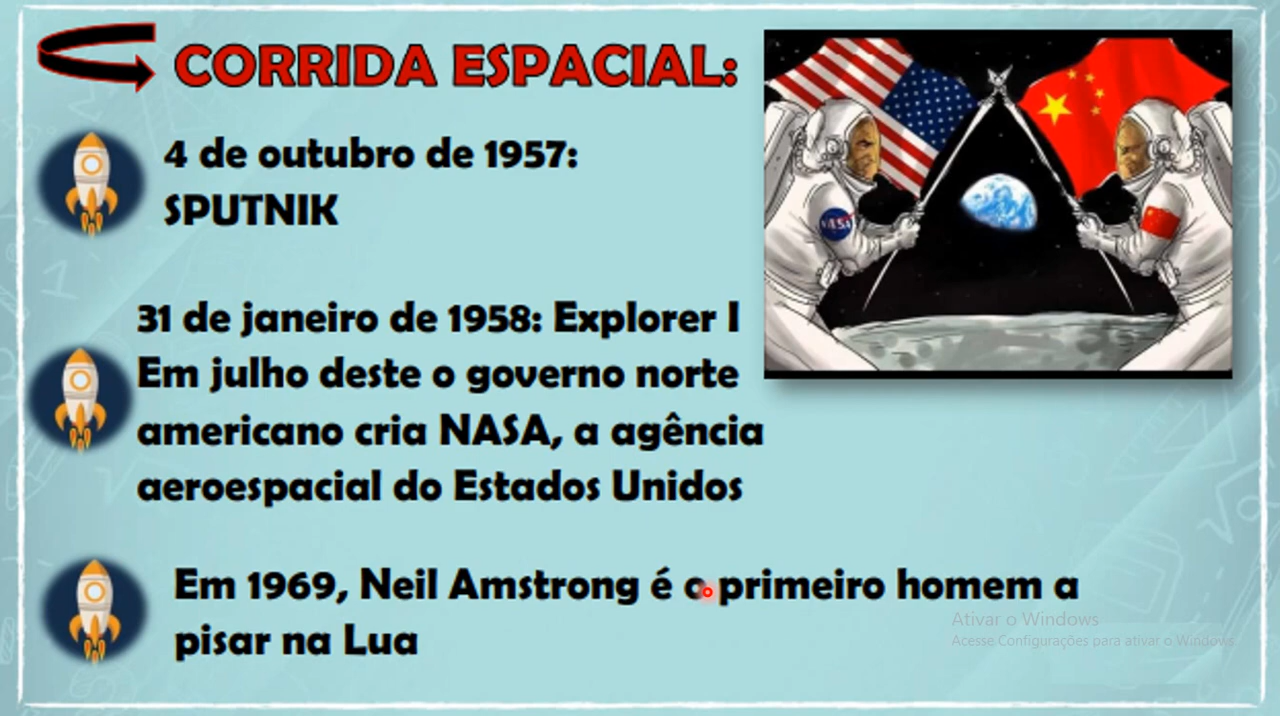 CORRIDA ESPACIAL:
4 de outubro de 1957:
SPUTNIK
31 de janeiro de 1958: Explorer I
Em julho deste o governo norte
americano cria NASA, a agência
aeroespacial do Estados Unidos
Em 1969, Neil Amstrong é o primeiro homem a
pisar na Lua
NASA
Ativar o Windows
Acesse Configurações para ativar o Windows.